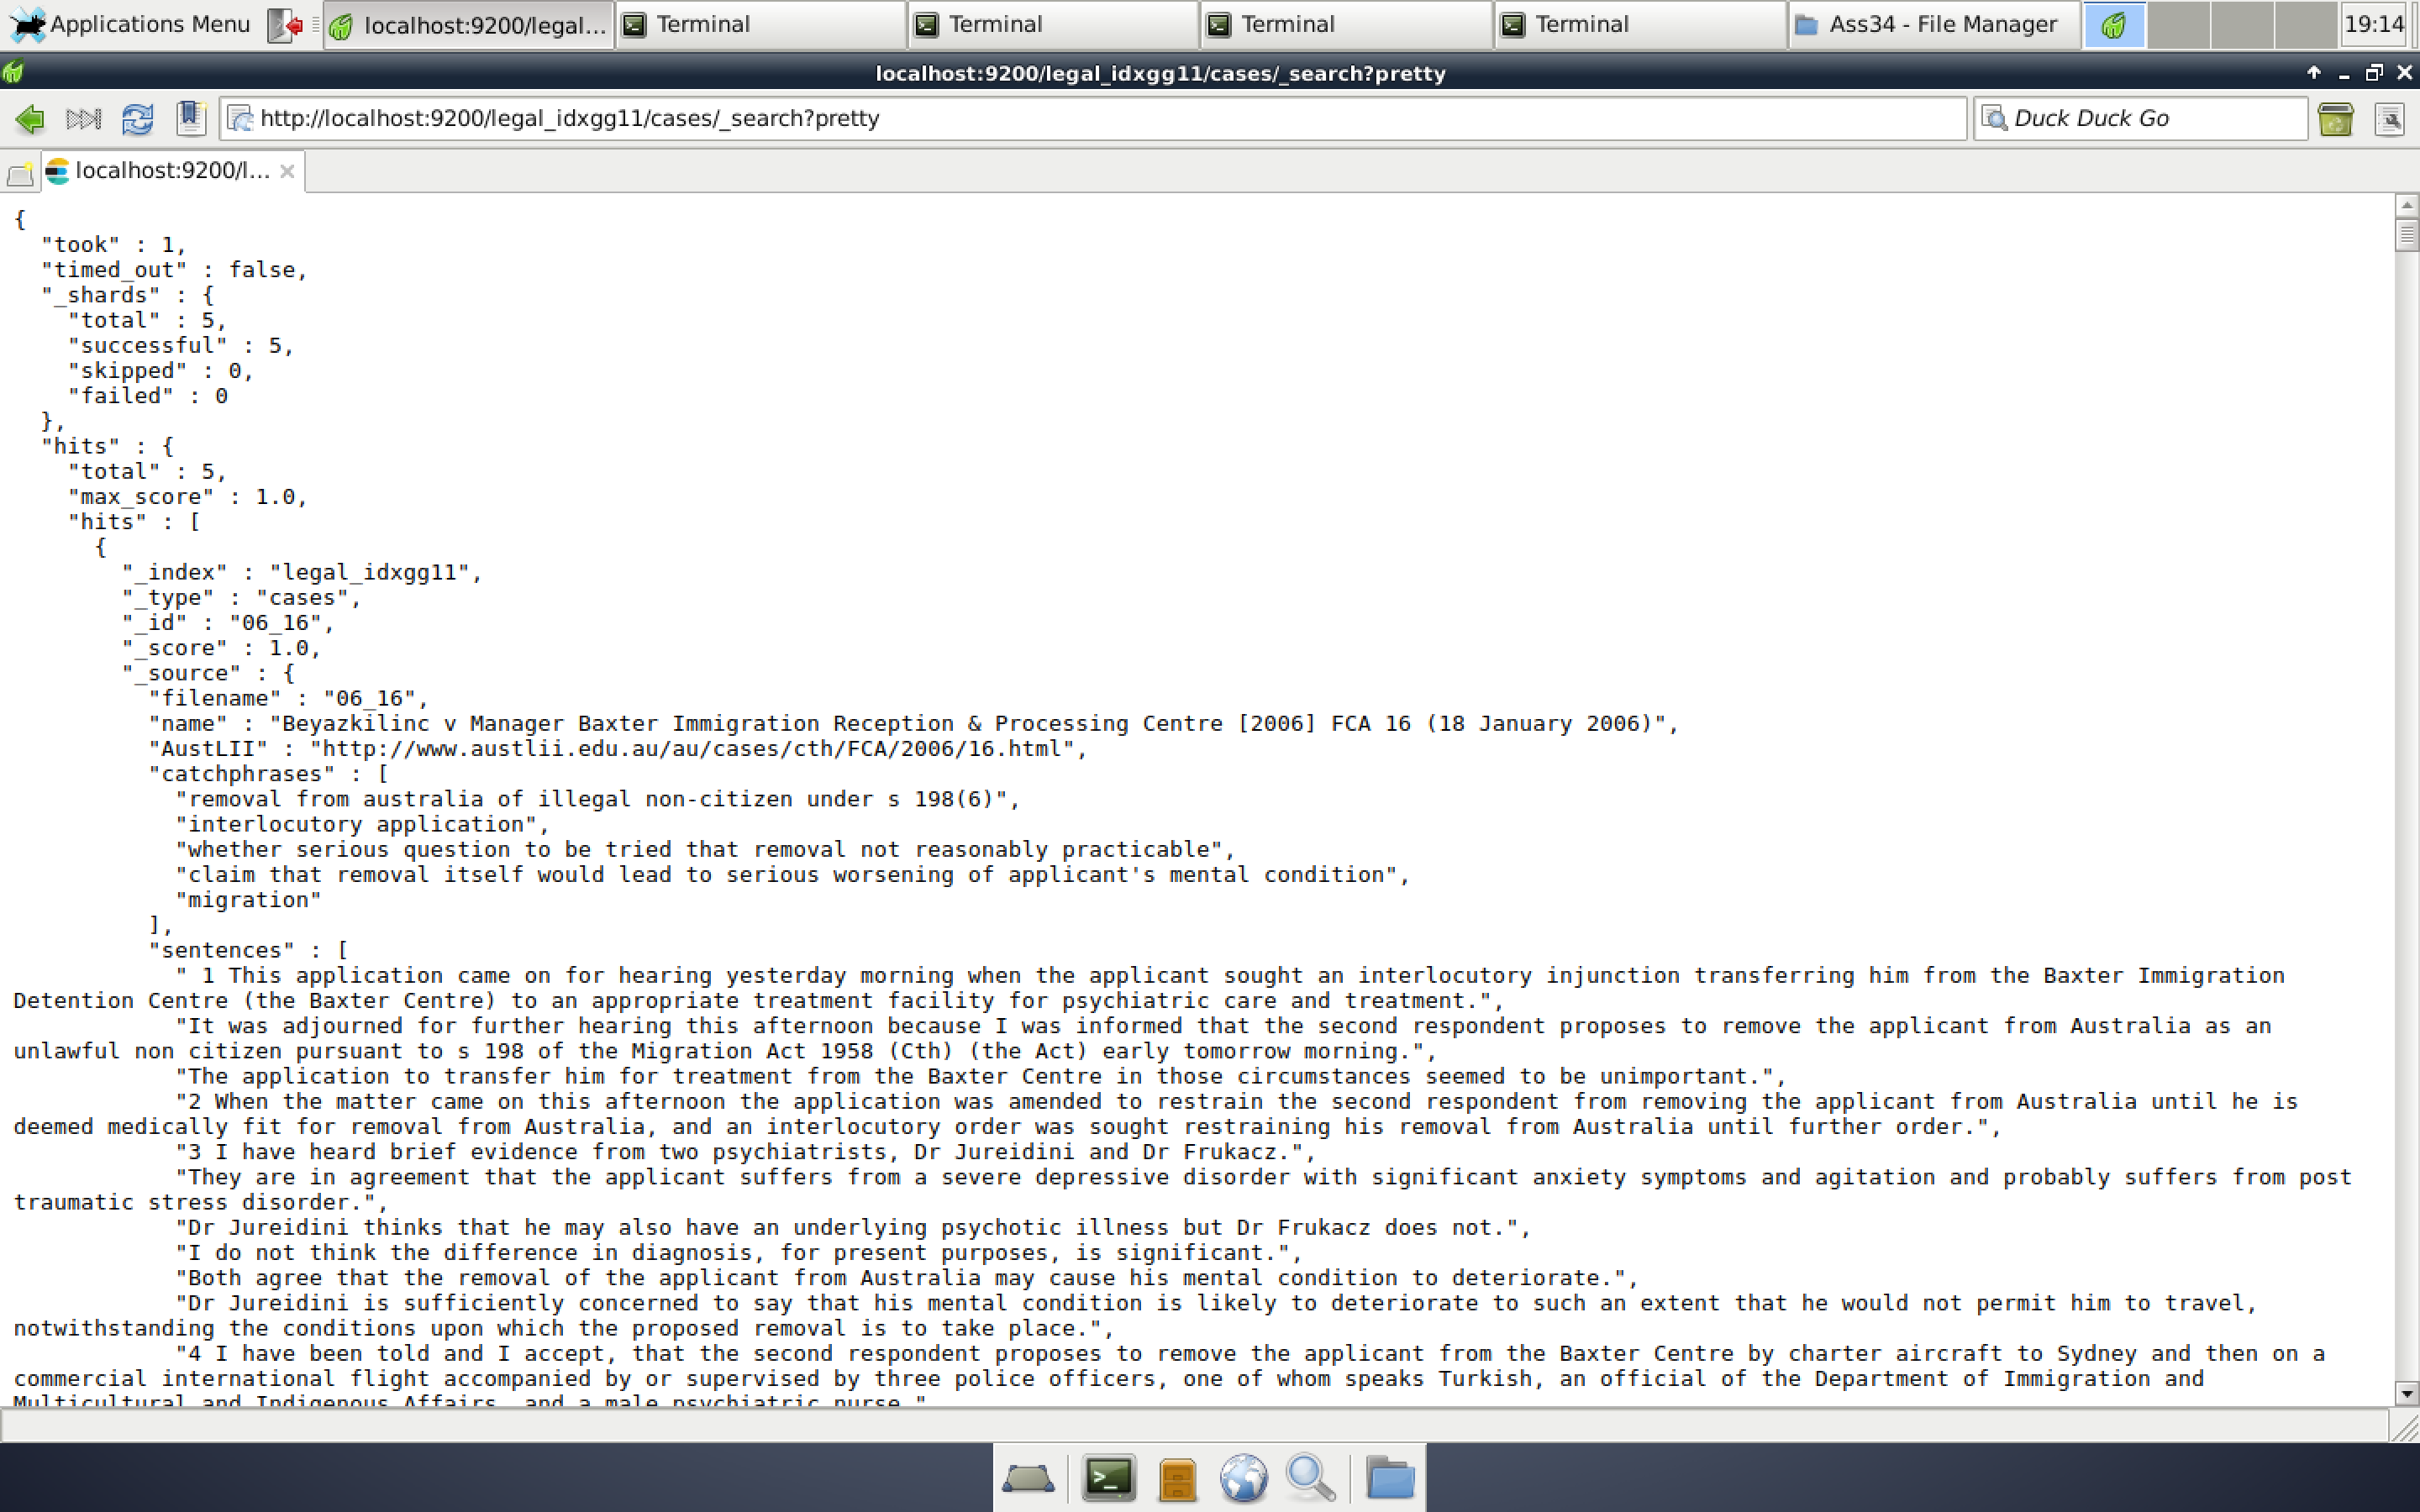 Applications Menu localhost:9200/legal... Terminal Terminal Terminal Terminal Ass34 - File Manager 19:14
localhost:9200/legal_idxgg11/cases/_search?pretty
http://localhost:9200/legal_idxgg11/cases/_search?pretty Duck Duck Go
localhost:9200/l...
{
"took" : 1,
"timed_out" : false,
"_shards" : {
"total" : 5,
"successful" : 5,
"skipped" : 0,
"failed" : 0
},
"hits" : {
"total" : 5,
"max_score" : 1.0,
"hits" : [
{
"_index" : "legal_idxgg11",
"_type" : "cases",
"_id" : "06_16",
"_score" : 1.0,
"_source" : {
"filename" : "06_16",
"name" : "Beyazkilinc v Manager Baxter Immigration Reception & Processing Centre [2006] FCA 16 (18 January 2006)",
"AustLII" : "http://www.austlii.edu.au/au/cases/cth/FCA/2006/16.html",
"catchphrases" : [
"removal from australia of illegal non-citizen under s 198(6)",
"interlocutory application",
"whether serious question to be tried that removal not reasonably practicable",
"claim that removal itself would lead to serious worsening of applicant's mental condition",
"migration"
],
"sentences" : [
" 1 This application came on for hearing yesterday morning when the applicant sought an interlocutory injunction transferring him from the Baxter Immigration
Detention Centre (the Baxter Centre) to an appropriate treatment facility for psychiatric care and treatment.",
"It was adjourned for further hearing this afternoon because I was informed that the second respondent proposes to remove the applicant from Australia as an
unlawful non citizen pursuant to s 198 of the Migration Act 1958 (Cth) (the Act) early tomorrow morning.",
"The application to transfer him for treatment from the Baxter Centre in those circumstances seemed to be unimportant.",
"2 When the matter came on this afternoon the application was amended to restrain the second respondent from removing the applicant from Australia until he is
deemed medically fit for removal from Australia, and an interlocutory order was sought restraining his removal from Australia until further order.",
"3 I have heard brief evidence from two psychiatrists, Dr Jureidini and Dr Frukacz.",
"They are in agreement that the applicant suffers from a severe depressive disorder with significant anxiety symptoms and agitation and probably suffers from post
traumatic stress disorder.",
"Dr Jureidini thinks that he may also have an underlying psychotic illness but Dr Frukacz does not.",
"I do not think the difference in diagnosis, for present purposes, is significant.",
"Both agree that the removal of the applicant from Australia may cause his mental condition to deteriorate.",
"Dr Jureidini is sufficiently concerned to say that his mental condition is likely to deteriorate to such an extent that he would not permit him to travel,
notwithstanding the conditions upon which the proposed removal is to take place.",
"4 I have been told and I accept, that the second respondent proposes to remove the applicant from the Baxter Centre by charter aircraft to Sydney and then on a
commercial international flight accompanied by or supervised by three police officers, one of whom speaks Turkish, an official of the Department of Immigration and
Multicultural and Indigenous Affairs, and a male psychiatric nurse."